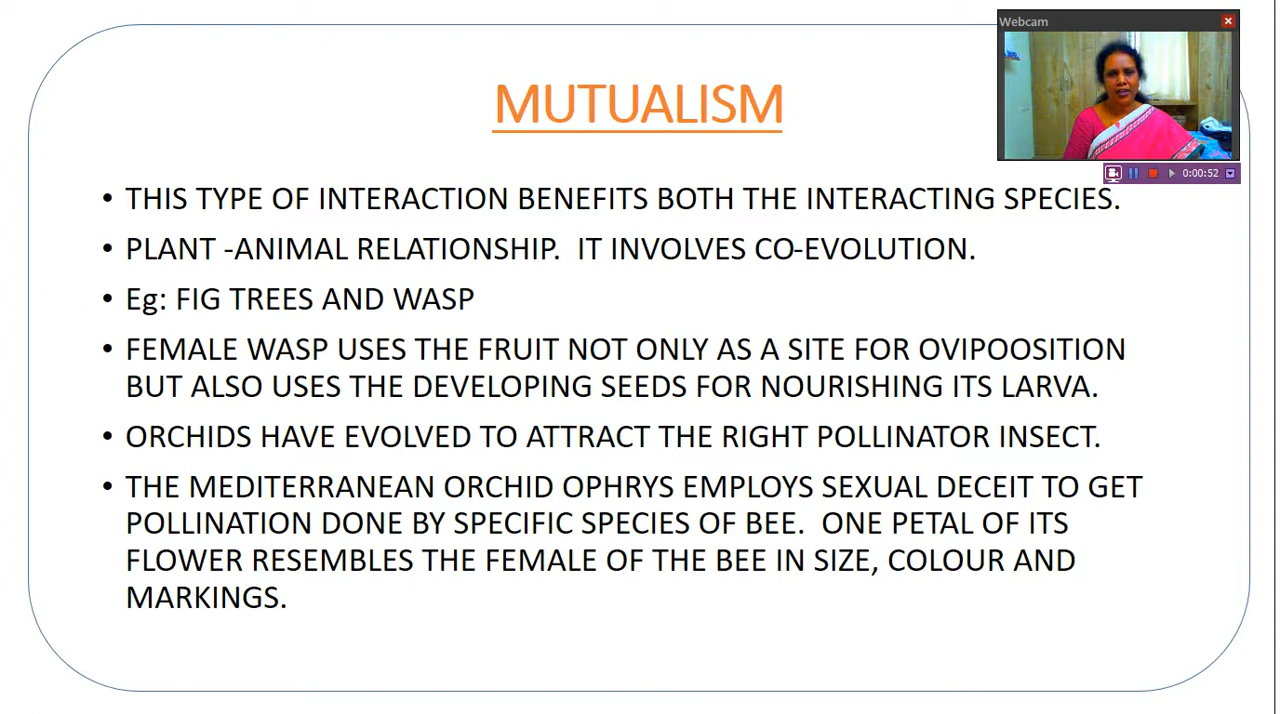 Webcam
MUTUALISM
0:00:52
• THIS TYPE OF INTERACTION BENEFITS BOTH THE INTERACTING SPECIES.
• PLANT -ANIMAL RELATIONSHIP. IT INVOLVES CO-EVOLUTION.
• Eg: FIG TREES AND WASP
• FEMALE WASP USES THE FRUIT NOT ONLY AS A SITE FOR OVIPOOSITION
BUT ALSO USES THE DEVELOPING SEEDS FOR NOURISHING ITS LARVA.
• ORCHIDS HAVE EVOLVED TO ATTRACT THE RIGHT POLLINATOR INSECT.
• THE MEDITERRANEAN ORCHID OPHRYS EMPLOYS SEXUAL DECEIT TO GET
POLLINATION DONE BY SPECIFIC SPECIES OF BEE. ONE PETAL OF ITS
FLOWER RESEMBLES THE FEMALE OF THE BEE IN SIZE, COLOUR AND
MARKINGS.